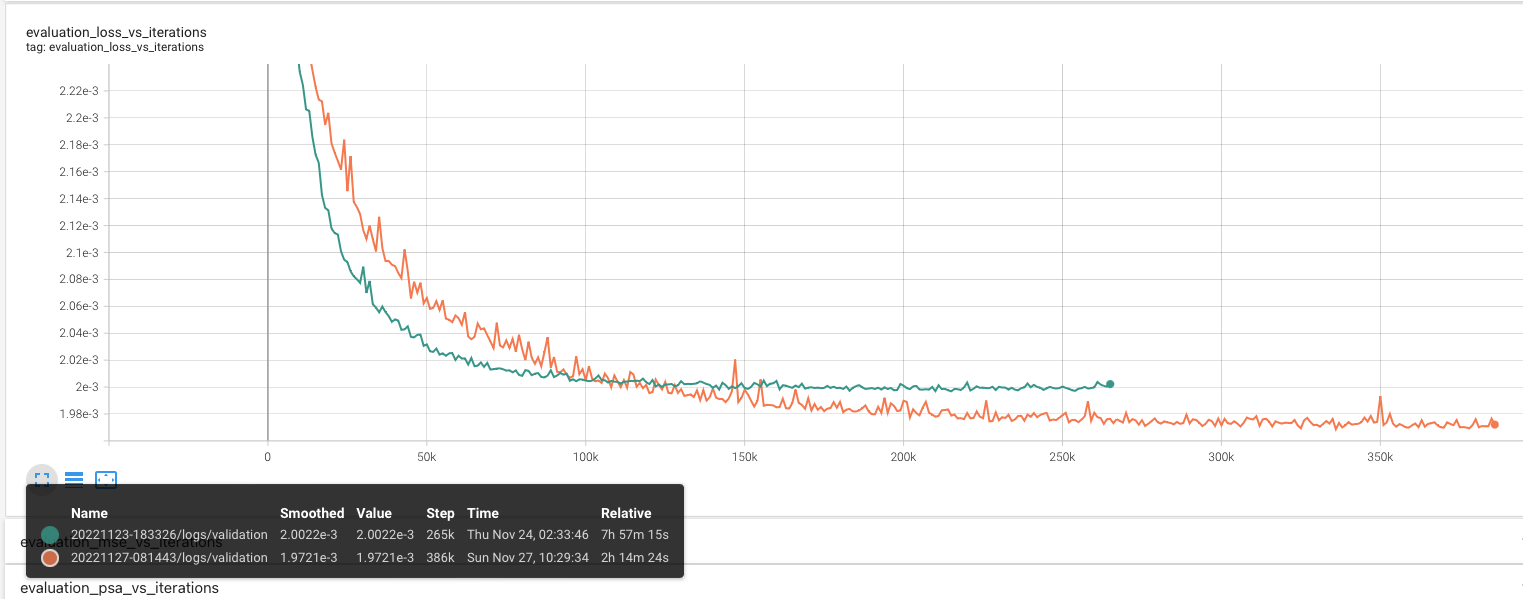 evaluation_loss_vs_iterations
tag: evaluation_loss_vs_iterations
2.22e-3
2.2e-3
2.18e-3
2.16e-3
2.14e-3
2.12e-3
2.1e-3
2.08e-3
2.06e-3
2.04e-3
2.02e-3
2e-3
1.98e-3
0 50k 100k 150k 200k 250k 300k 350k
Name Smoothed Value Step Time Relative
20221123-183326/logs/validation 2.0022e-3 2.0022e-3 265k Thu Nov 24, 02:33:46 7h 57m 15s
evaluation_mse_vs_iterations
20221127-081443/logs/validation 1.9721e-3 1.9721e-3 386k Sun Nov 27, 10:29:34 2h 14m 24s
evaluation_psa_vs_iterations